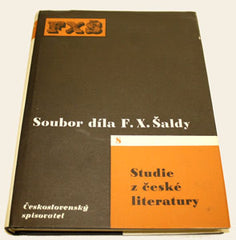 FXŠ
Soubor díla F. X. Šaldy
8
Studie
z české
literatury
Československý
spisovatel